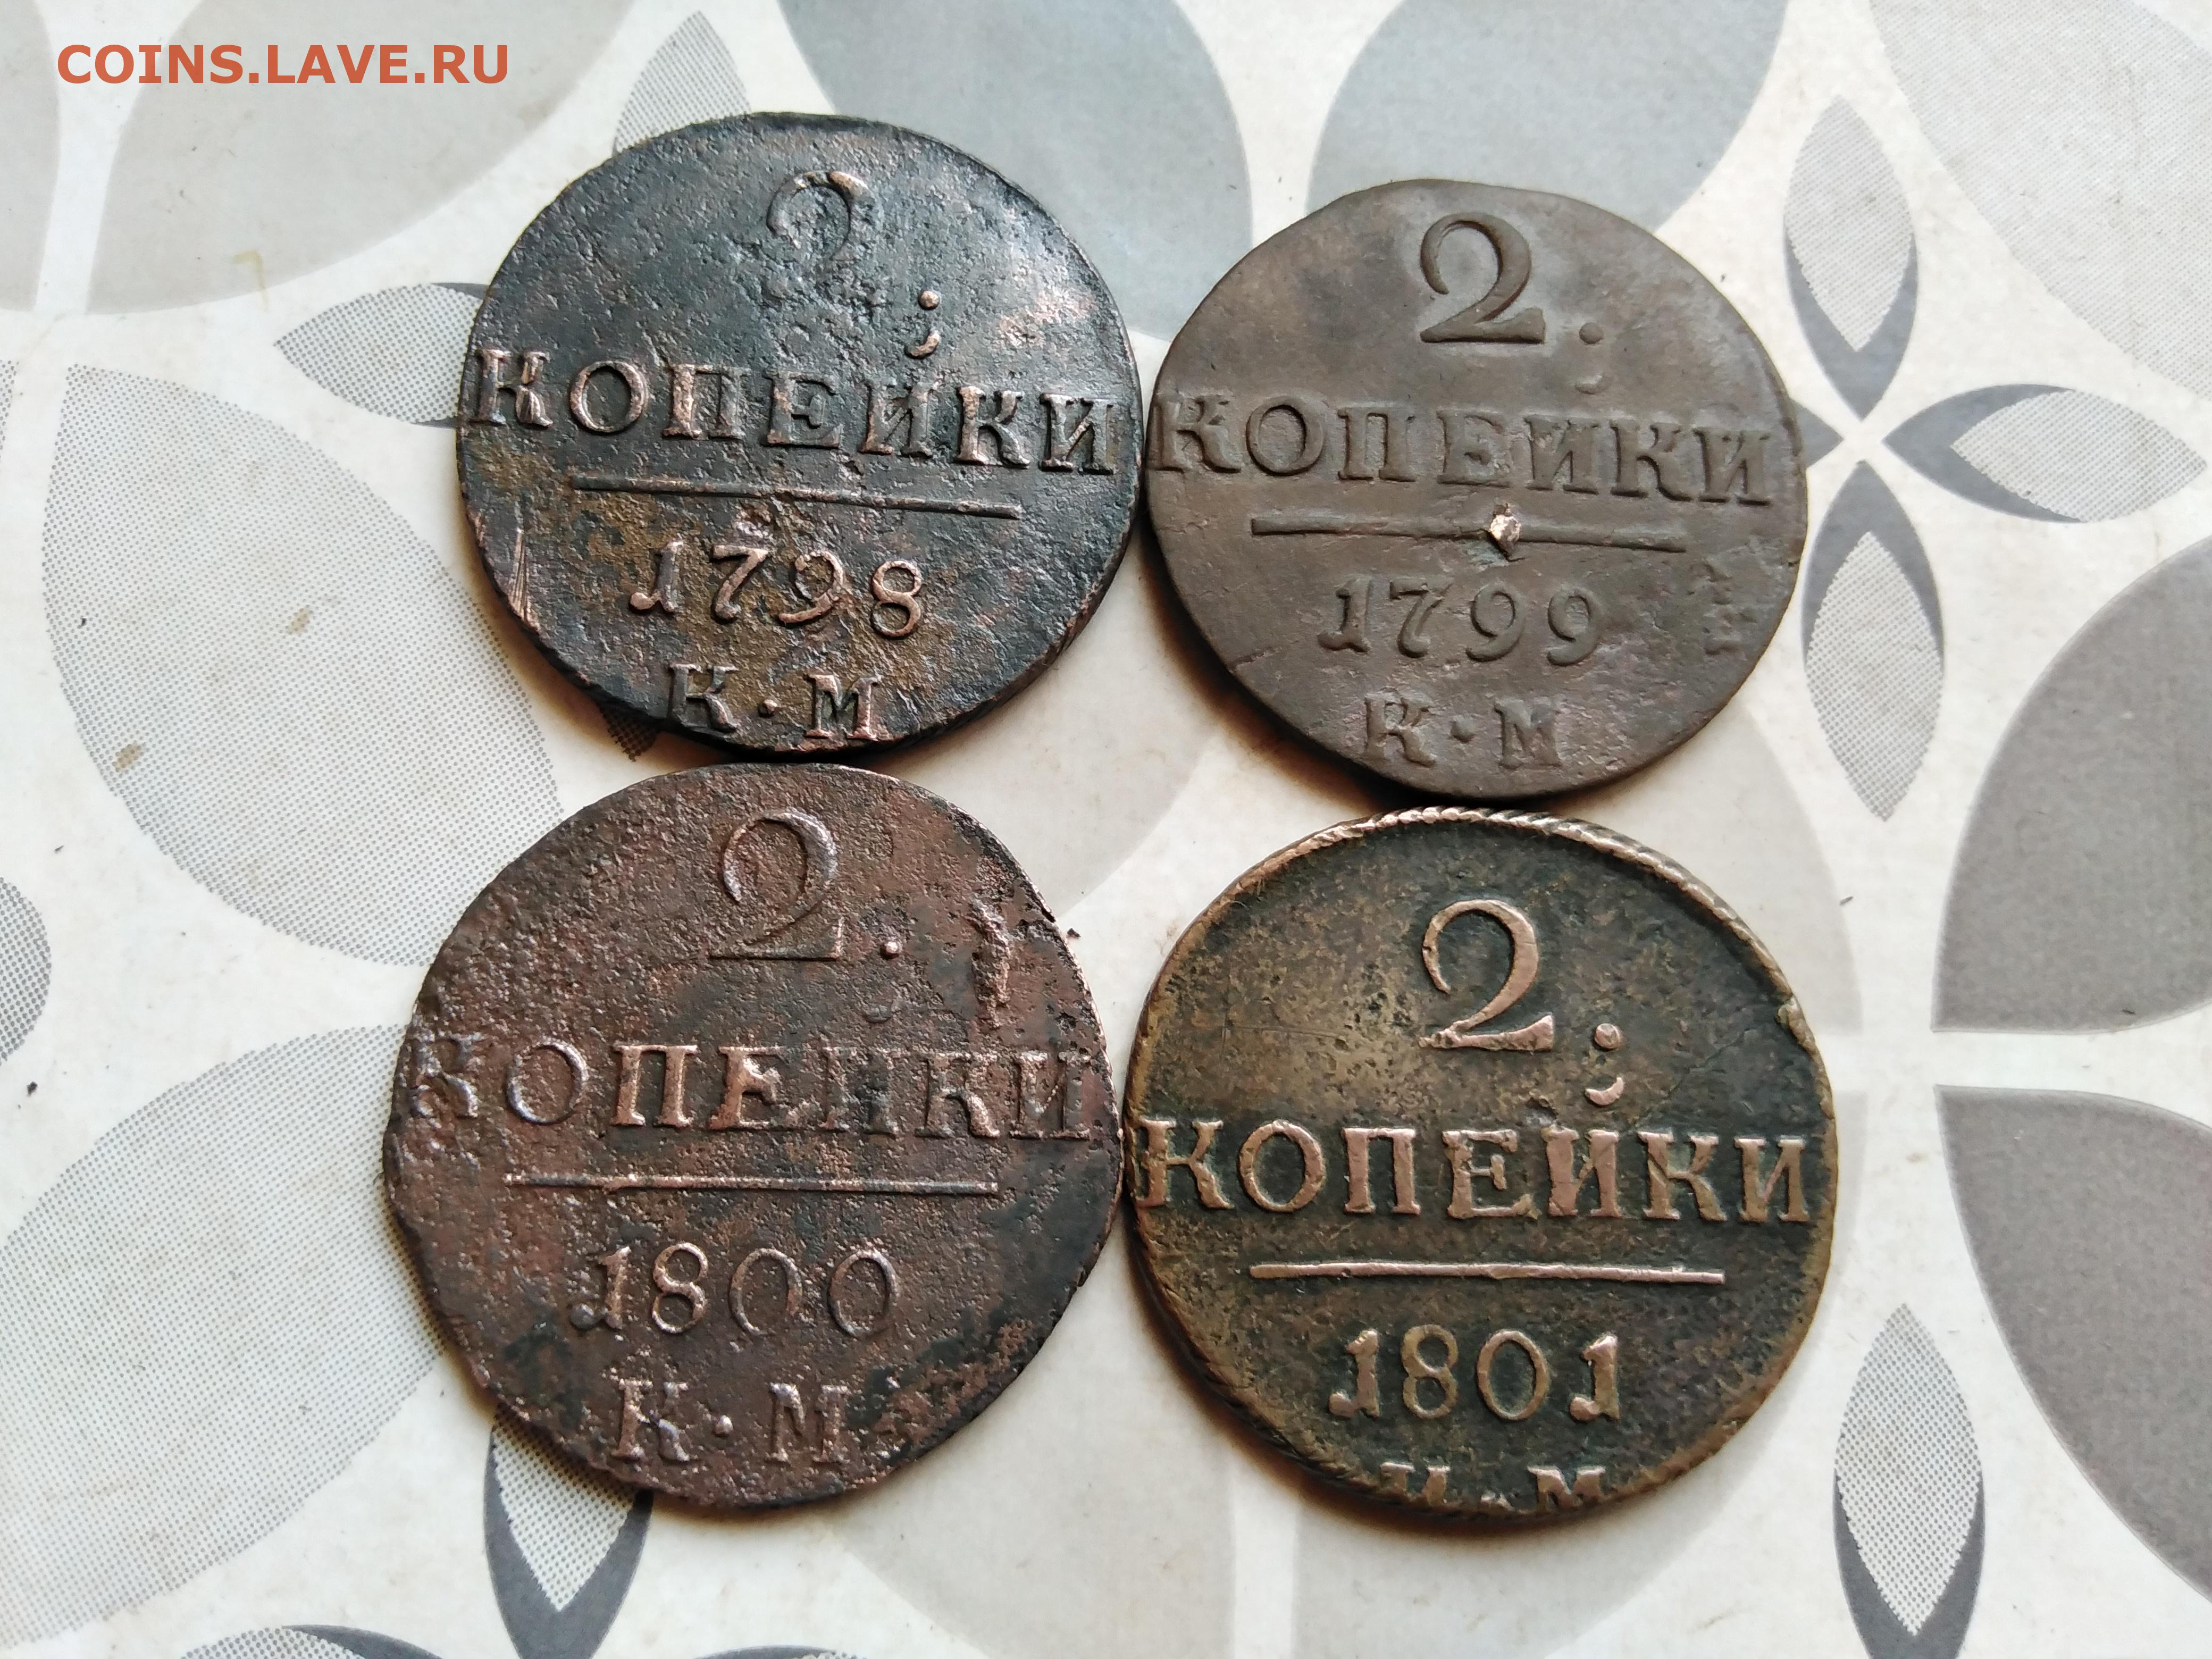 COINS.LAVE.RU
2.
КОПЕЙКИ
1798
К·М
2.
КОПЕЙКИ
1799
К·М
2.
КОПЕЙКИ
1800
К·М
2.
КОПЕЙКИ
1801